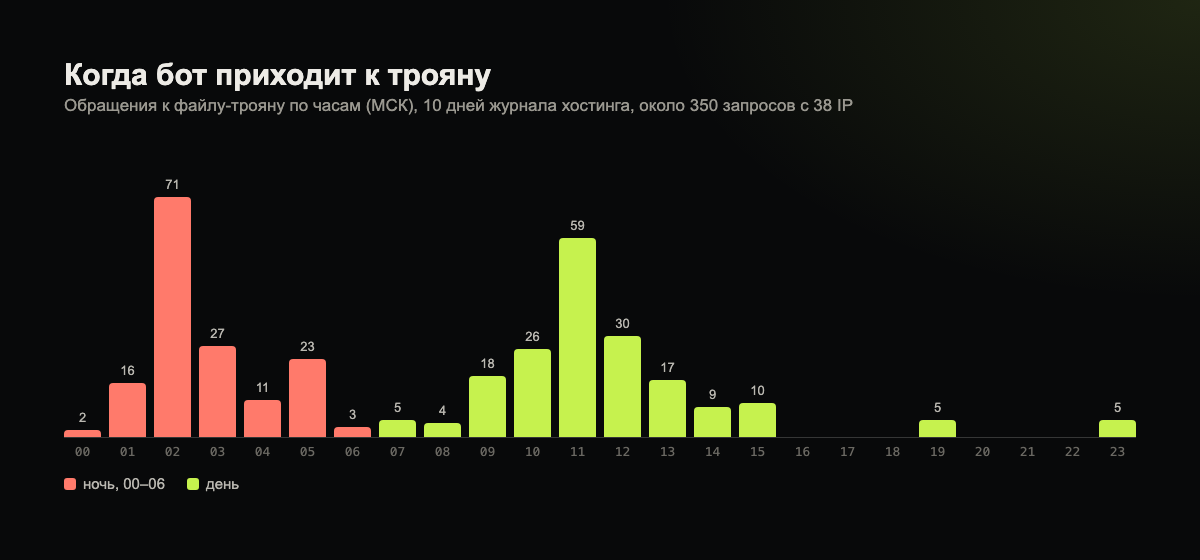 Когда бот приходит к трояну
Обращения к файлу-трояну по часам (МСК), 10 дней журнала хостинга, около 350 запросов с 38 IP
2 16 71 27 11 23 3 5 4 18 26 59 30 17 9 10 5 5
00 01 02 03 04 05 06 07 08 09 10 11 12 13 14 15 16 17 18 19 20 21 22 23
ночь, 00–06 день